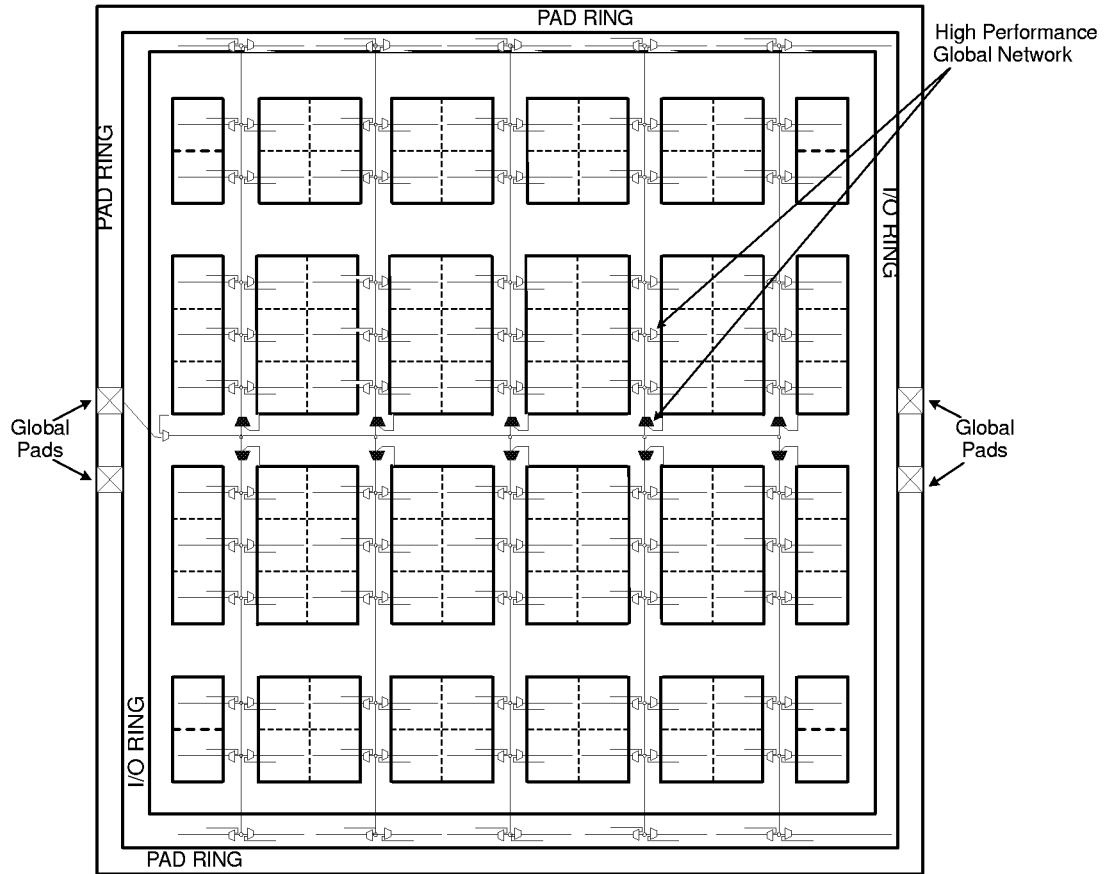 PAD RING
High Performance
Global Network
PAD RING
I/O RING
Global
Pads
Global
Pads
I/O RING
PAD RING